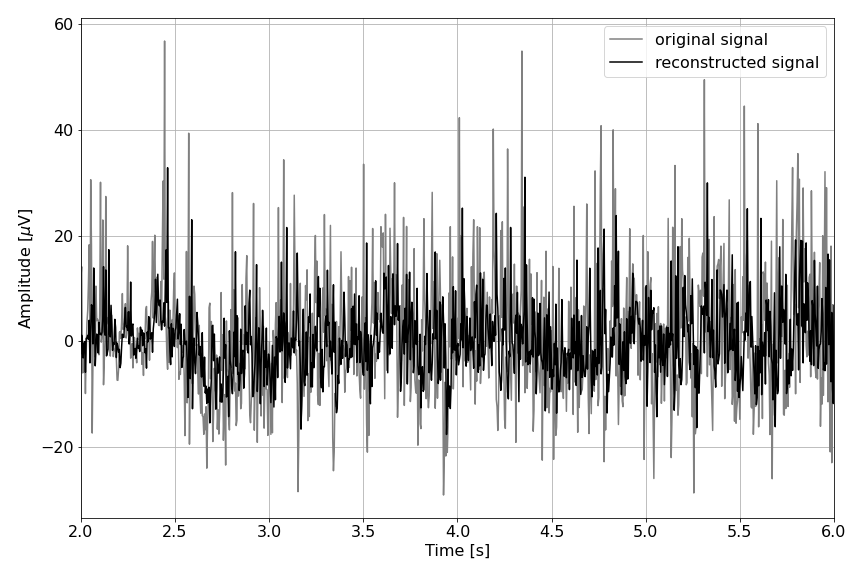 60
40
20
0
−20
Amplitude [μV]
original signal
reconstructed signal
2.0 2.5 3.0 3.5 4.0 4.5 5.0 5.5 6.0
Time [s]